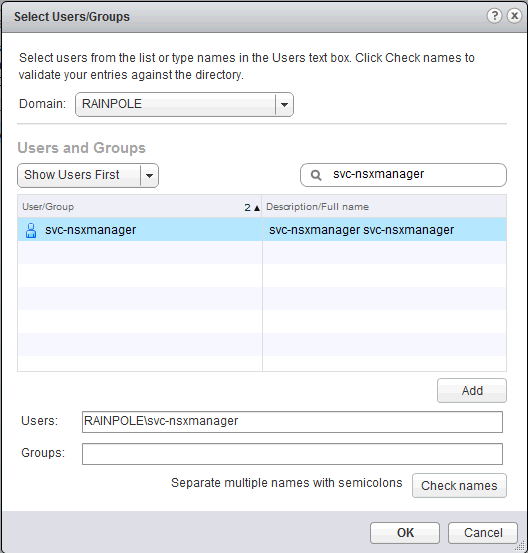 Select Users/Groups
Select users from the list or type names in the Users text box. Click Check names to
validate your entries against the directory.
Domain: RAINPOLE
Users and Groups
Show Users First svc-nsxmanager
User/Group 2 Description/Full name
svc-nsxmanager svc-nsxmanager svc-nsxmanager
Add
Users: RAINPOLE\svc-nsxmanager
Groups:
Separate multiple names with semicolons Check names
OK Cancel